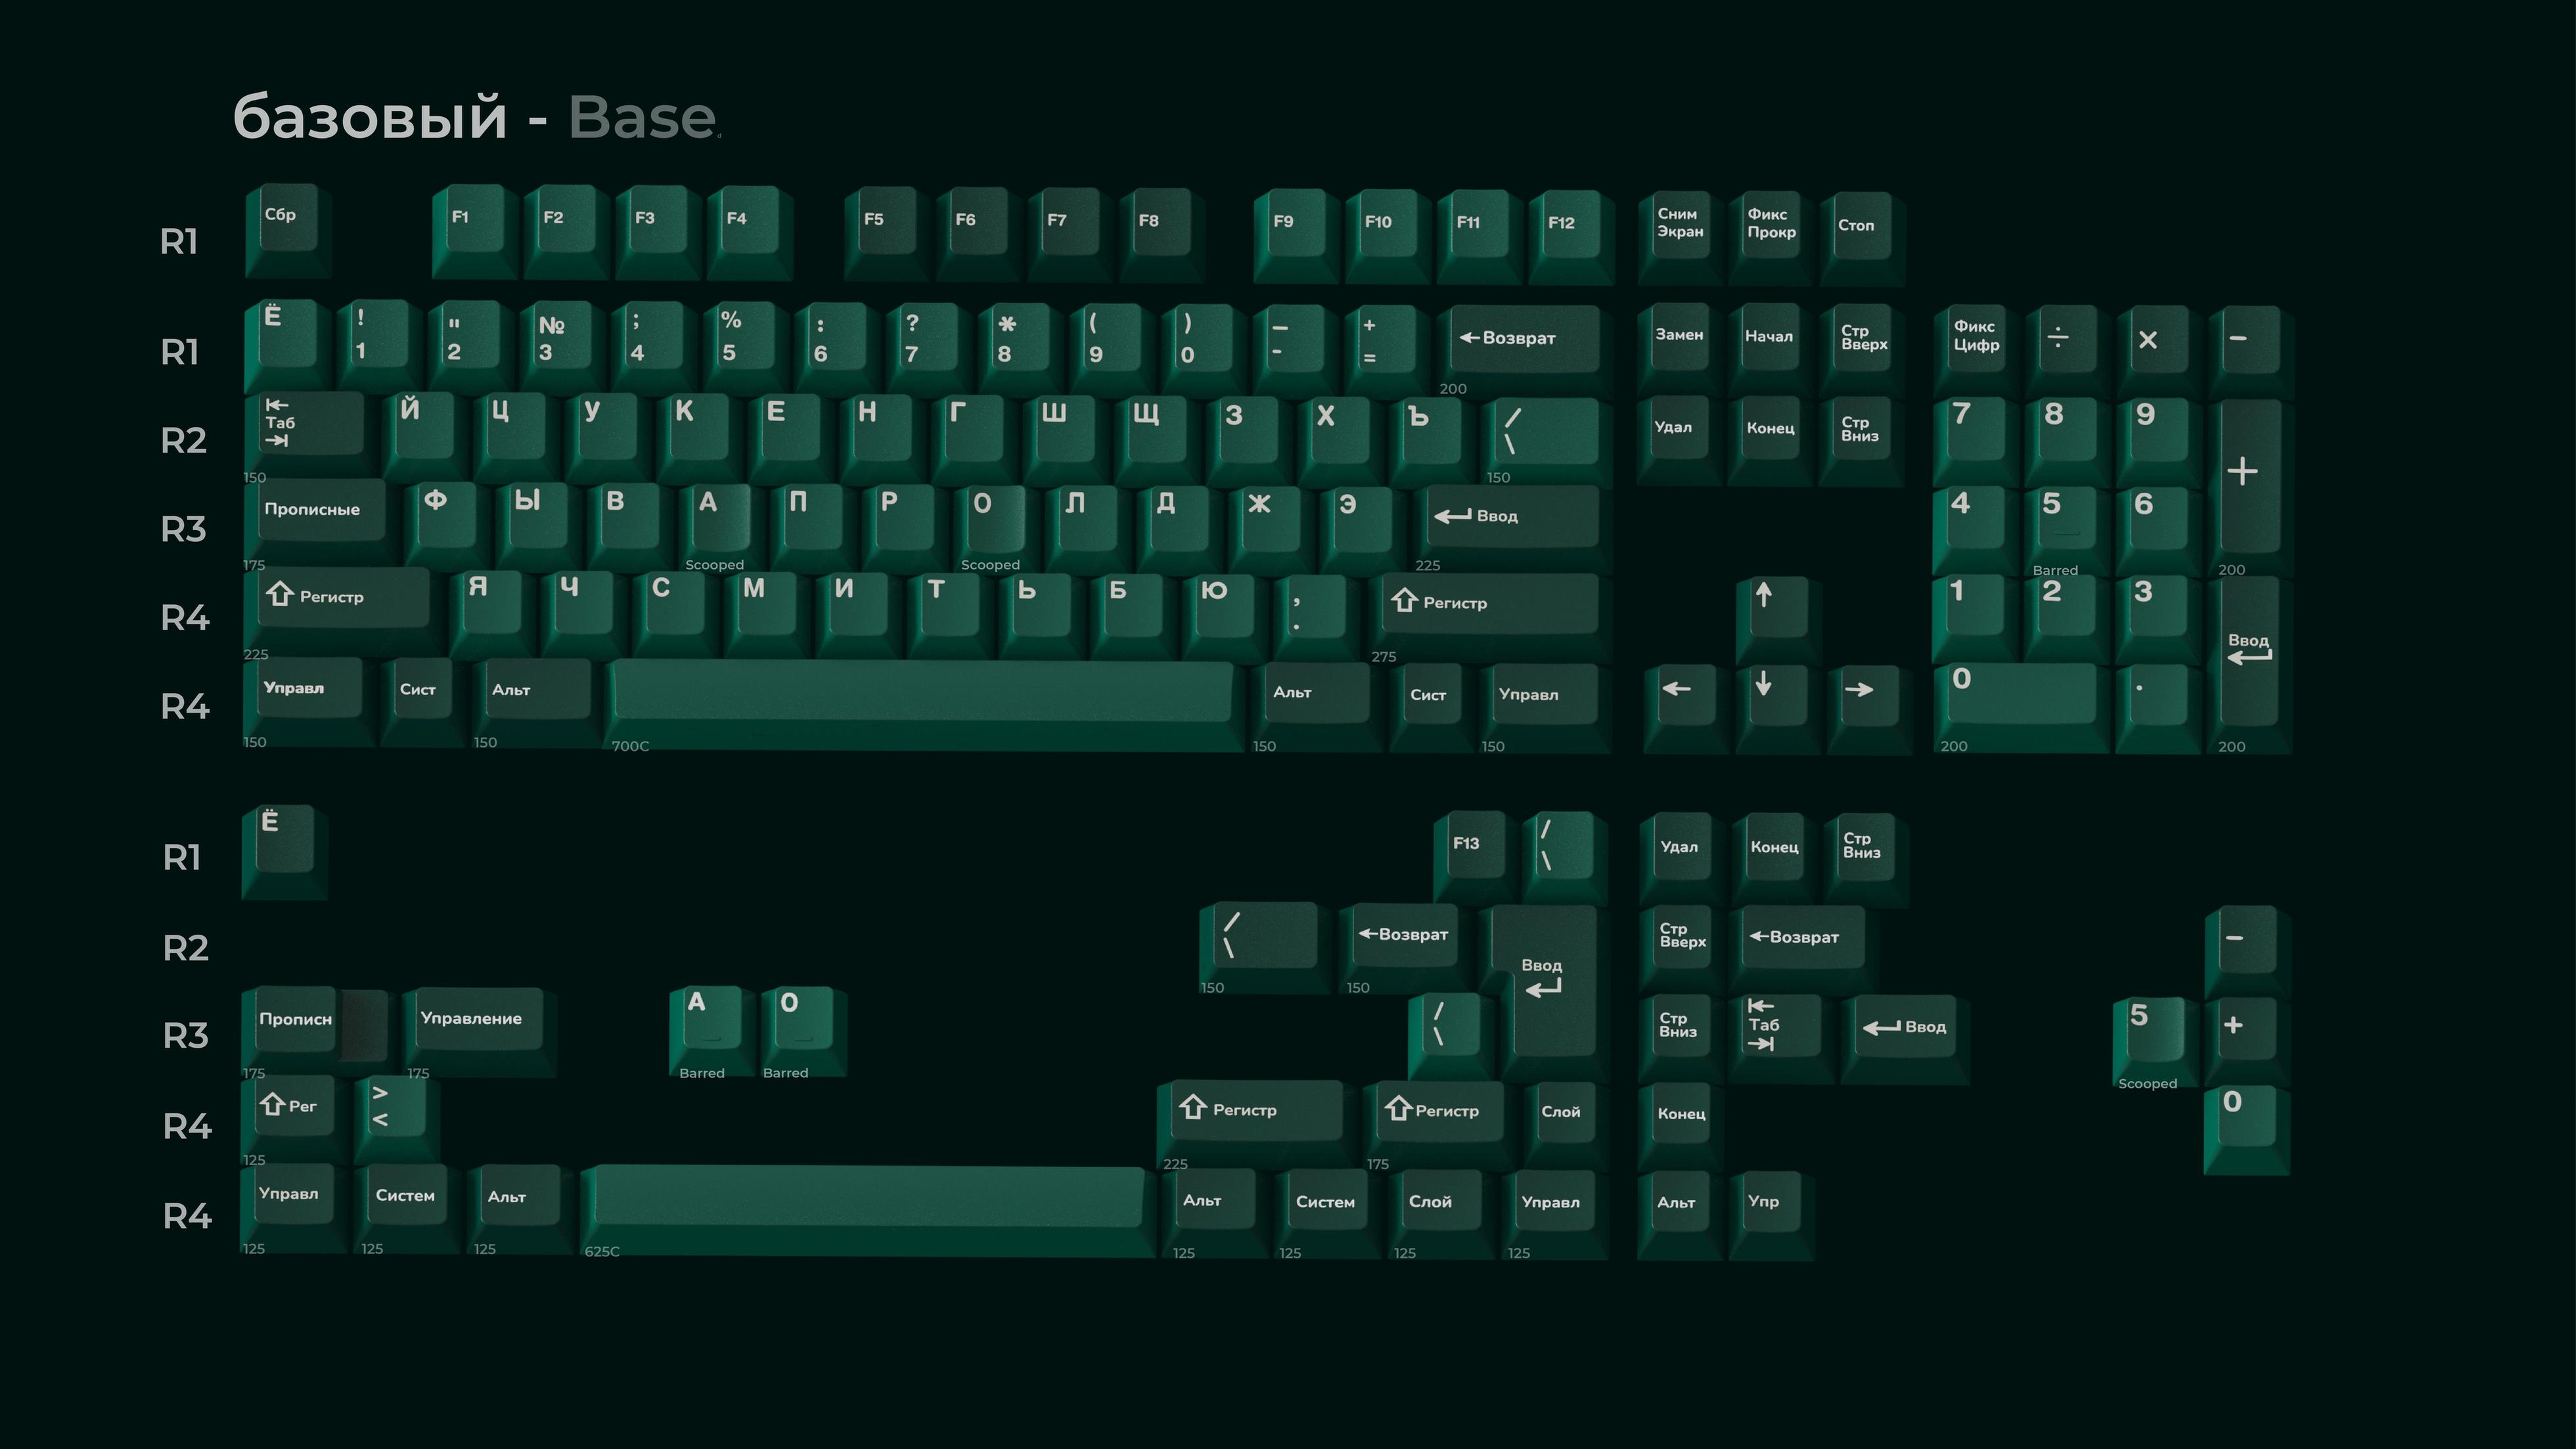 базовый - Base.
R1 Сбр F1 F2 F3 F4 F5 F6 F7 F8 F9 F10 F11 F12 Сним Экран Фикс Прокр Стоп
R1 Ё ! 1 " 2 № 3 ; 4 % 5 : 6 ? 7 * 8 ( 9 ) 0 — - + = ←Возврат 200 Замен Начал Стр Вверх Фикс Цифр ÷ × −
R2 ⇤ Таб ⇥ 150 Й Ц У К Е Н Г Ш Щ З Х Ъ / \ 150 Удал Конец Стр Вниз 7 8 9 + 200
R3 Прописные 175 Ф Ы В А Scooped П Р О Scooped Л Д Ж Э ↵ Ввод 225 4 5 Barred 6
R4 ⇧ Регистр 225 Я Ч С М И Т Ь Б Ю , . ⇧ Регистр 275 ↑ 1 2 3 Ввод ↵ 200
R4 Управл 150 Сист Альт 150 700C Альт 150 Сист Управл 150 ← ↓ → 0 200 .
R1 Ё F13 / \ Удал Конец Стр Вниз
R2 / \ 150 ←Возврат 150 Ввод ↵ Стр Вверх ←Возврат −
R3 Прописн 175 Управление 175 А Barred О Barred / \ Стр Вниз ⇤ Таб ⇥ ↵ Ввод 5 Scooped +
R4 ⇧ Рег 125 > < ⇧ Регистр 225 ⇧ Регистр 175 Слой Конец 0
R4 Управл 125 Систем 125 Альт 125 625C Альт 125 Систем 125 Слой 125 Управл 125 Альт Упр